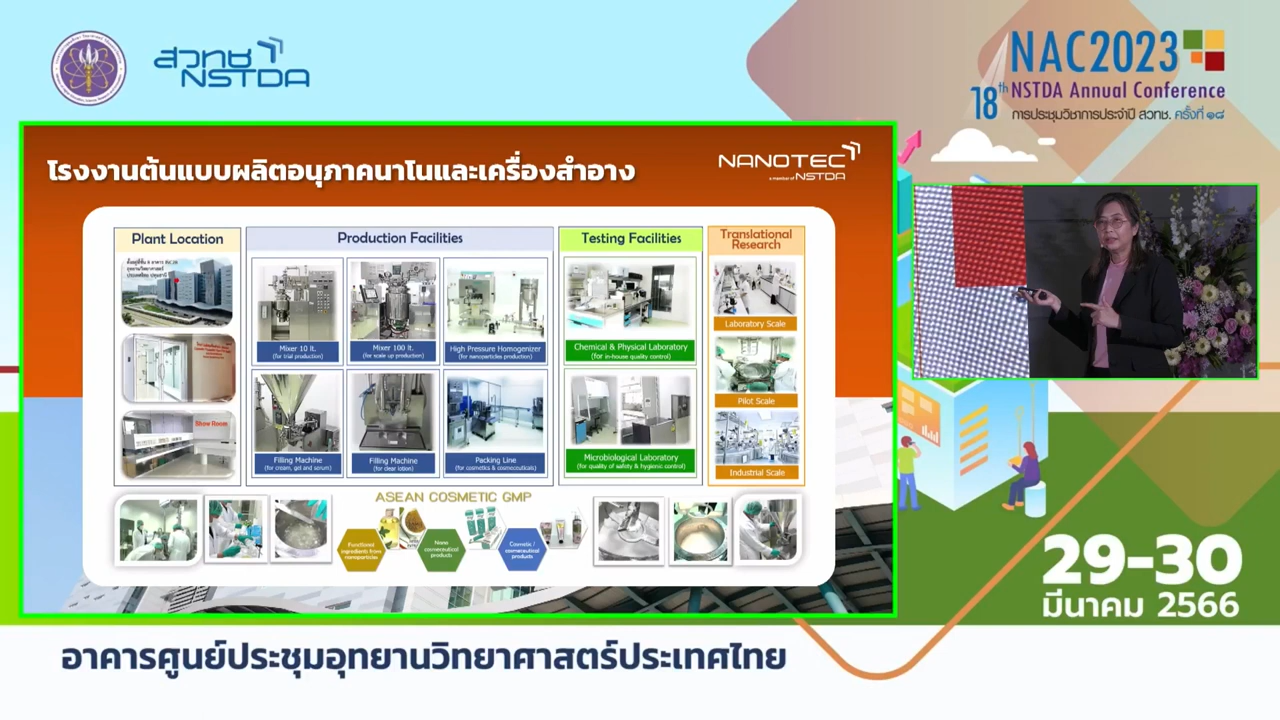 สวทช
NSTDA
NAC2023
18th NSTDA Annual Conference
การประชุมวิชาการประจำปี สวทช. ครั้งที่ ๑๘
โรงงานต้นแบบผลิตอนุภาคนาโนและเครื่องสำอาง
NANOTEC
a member of NSTDA
Plant Location
Production Facilities
Testing Facilities
Translational
Research
Show Room
Mixer 10 lt.
(for trial production)
Mixer 100 lt.
(for scale up production)
High Pressure Homogenizer
(for nanoparticles production)
Chemical & Physical Laboratory
(for in-house quality control)
Laboratory Scale
Pilot Scale
Filling Machine
(for cream, gel and serum)
Filling Machine
(for clear lotion)
Packing Line
(for cosmetics & cosmeceuticals)
Microbiological Laboratory
(for quality of safety & hygienic control)
Industrial Scale
ASEAN COSMETIC GMP
Functional
ingredients from
nanoparticles
Nano
cosmeceutical
products
Cosmetic /
cosmeceutical
products
29-30
มีนาคม 2566
อาคารศูนย์ประชุมอุทยานวิทยาศาสตร์ประเทศไทย